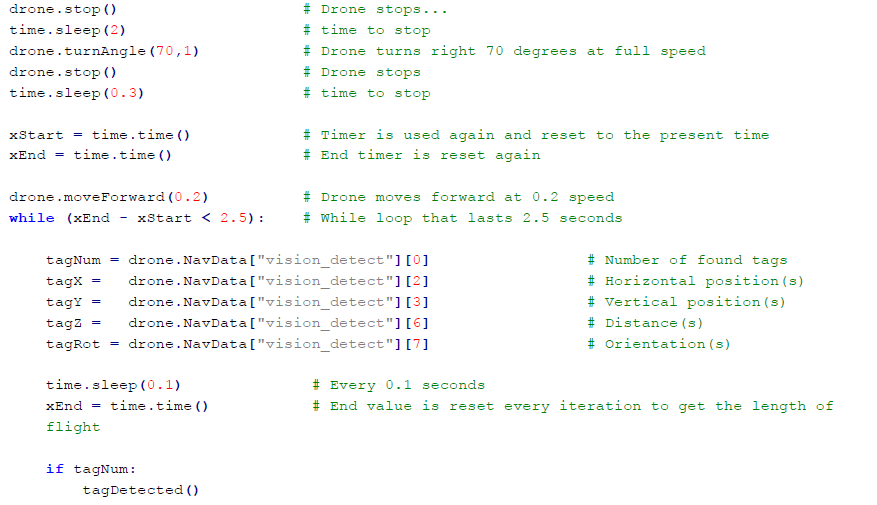 drone.stop() # Drone stops...
time.sleep(2) # time to stop
drone.turnAngle(70,1) # Drone turns right 70 degrees at full speed
drone.stop() # Drone stops
time.sleep(0.3) # time to stop
xStart = time.time() # Timer is used again and reset to the present time
xEnd = time.time() # End timer is reset again
drone.moveForward(0.2) # Drone moves forward at 0.2 speed
while (xEnd - xStart < 2.5): # While loop that lasts 2.5 seconds
tagNum = drone.NavData["vision_detect"][0] # Number of found tags
tagX = drone.NavData["vision_detect"][2] # Horizontal position(s)
tagY = drone.NavData["vision_detect"][3] # Vertical position(s)
tagZ = drone.NavData["vision_detect"][6] # Distance(s)
tagRot = drone.NavData["vision_detect"][7] # Orientation(s)
time.sleep(0.1) # Every 0.1 seconds
xEnd = time.time() # End value is reset every iteration to get the length of
flight
if tagNum:
tagDetected()